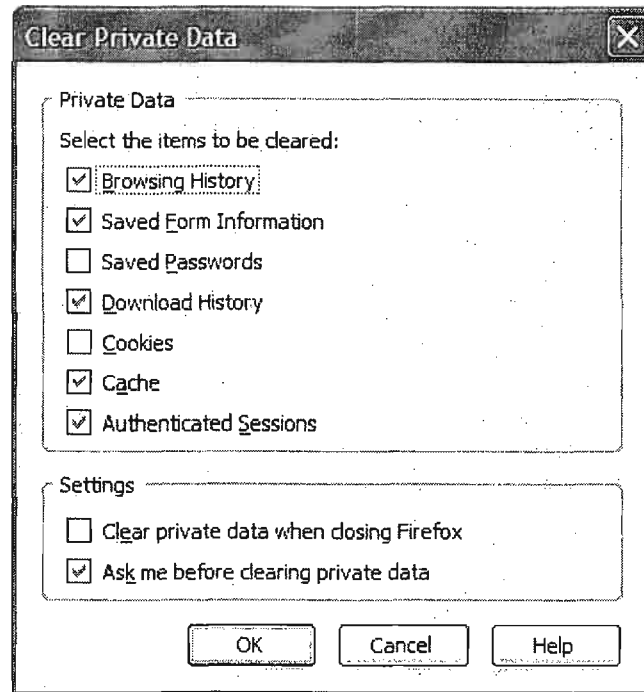 Clear Private Data
Private Data
Select the items to be cleared:
Browsing History
Saved Form Information
Saved Passwords
Download History
Cookies
Cache
Authenticated Sessions
Settings
Clear private data when closing Firefox
Ask me before clearing private data
OK Cancel Help